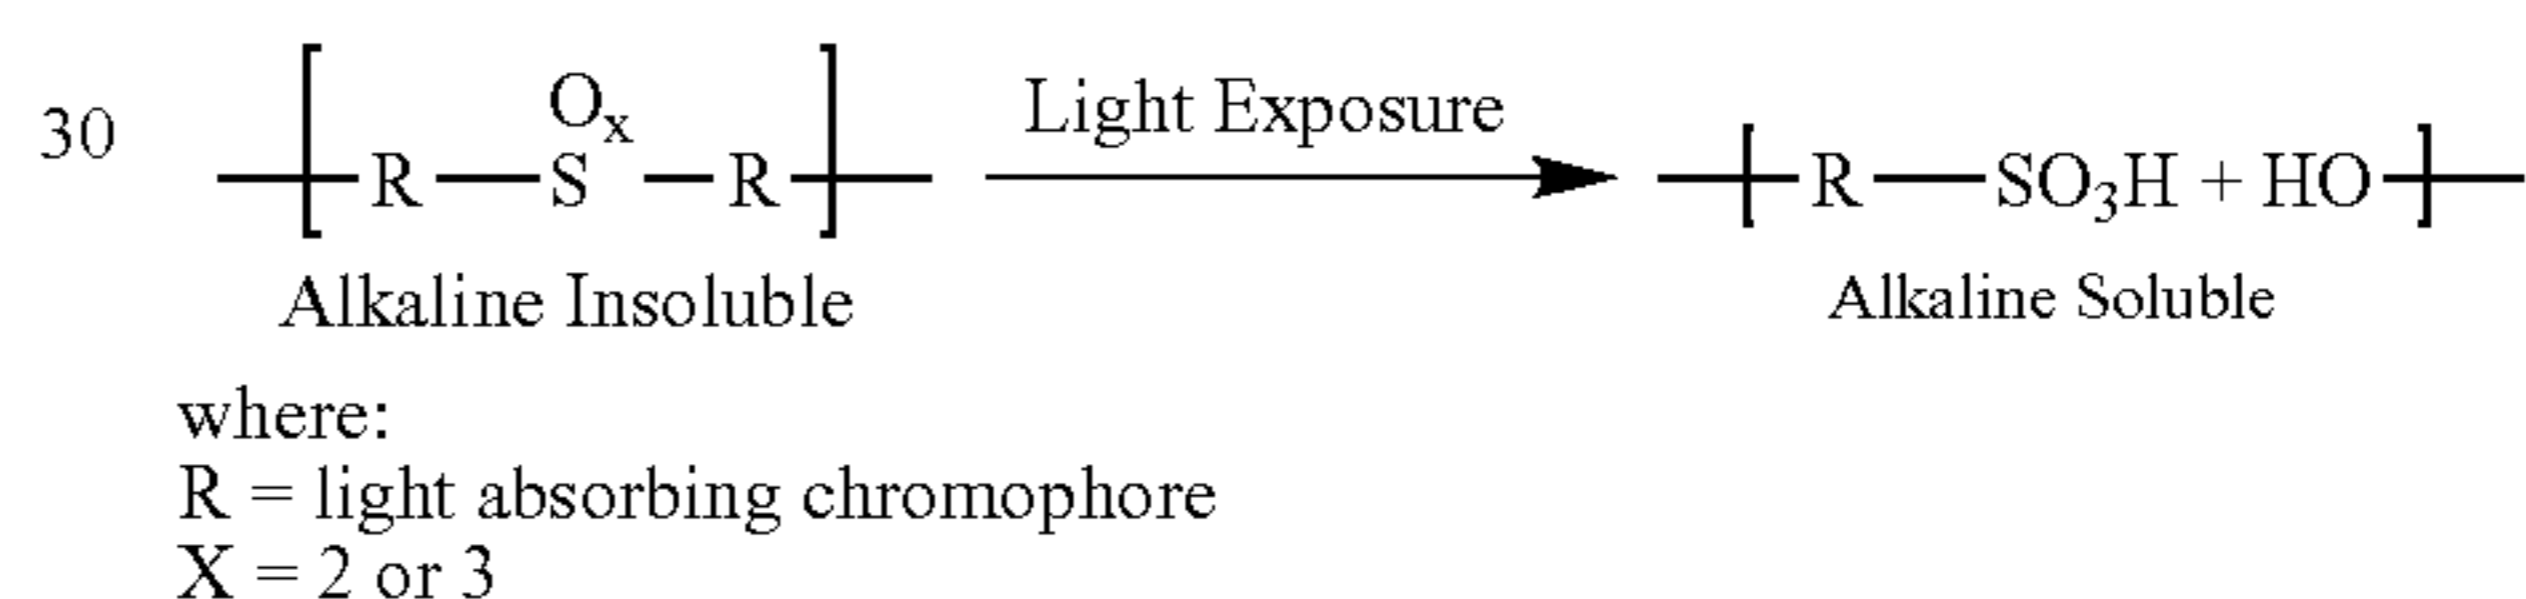 30
Oₓ
Light Exposure
R — S — R
R — SO₃H + HO
Alkaline Insoluble
Alkaline Soluble
where:
R = light absorbing chromophore
X = 2 or 3